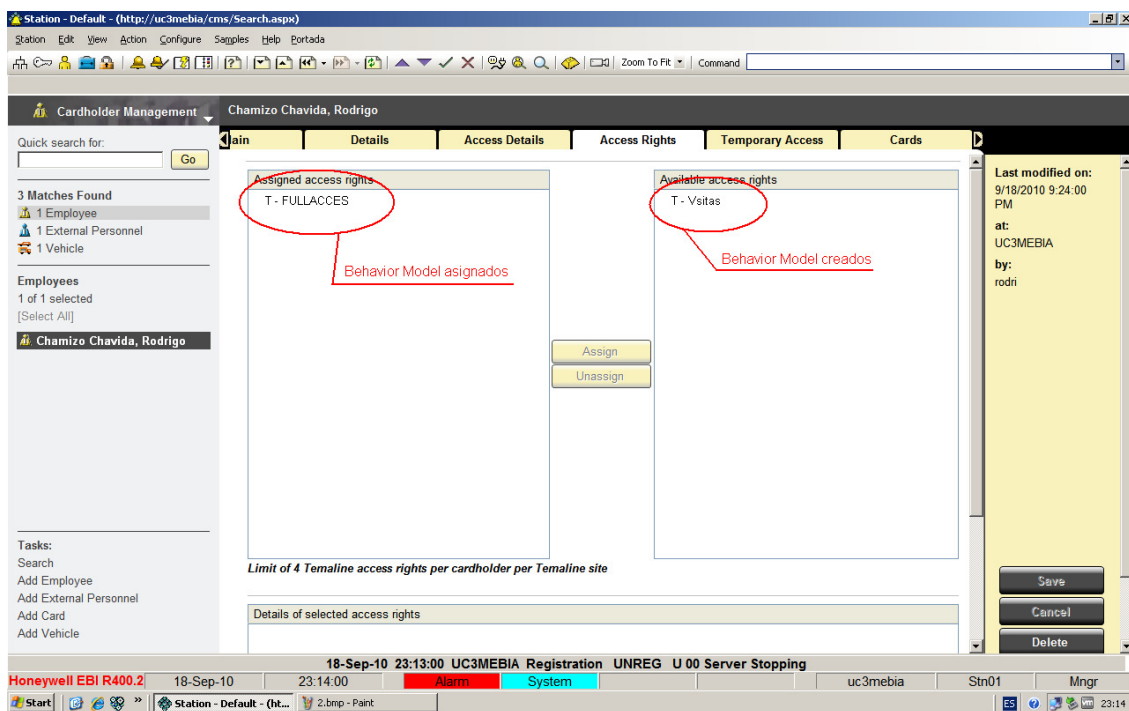 Station - Default - (http://uc3mebia/cms/Search.aspx)
Station Edit View Action Configure Samples Help Portada
Zoom To Fit Command
Cardholder Management
Chamizo Chavida, Rodrigo
Quick search for:
Go
3 Matches Found
1 Employee
1 External Personnel
1 Vehicle
Employees
1 of 1 selected
[Select All]
Chamizo Chavida, Rodrigo
Tasks:
Search
Add Employee
Add External Personnel
Add Card
Add Vehicle
ain Details Access Details Access Rights Temporary Access Cards
Assigned access rights
T - FULLACCES
Behavior Model asignados
Assign
Unassign
Available access rights
T - Vsitas
Behavior Model creados
Limit of 4 Temaline access rights per cardholder per Temaline site
Details of selected access rights
Last modified on:
9/18/2010 9:24:00
PM
at:
UC3MEBIA
by:
rodri
Save
Cancel
Delete
18-Sep-10 23:13:00 UC3MEBIA Registration UNREG U 00 Server Stopping
Honeywell EBI R400.2 18-Sep-10 23:14:00 Alarm System uc3mebia Stn01 Mngr
Start » Station - Default - (ht... 2.bmp - Paint ES 23:14